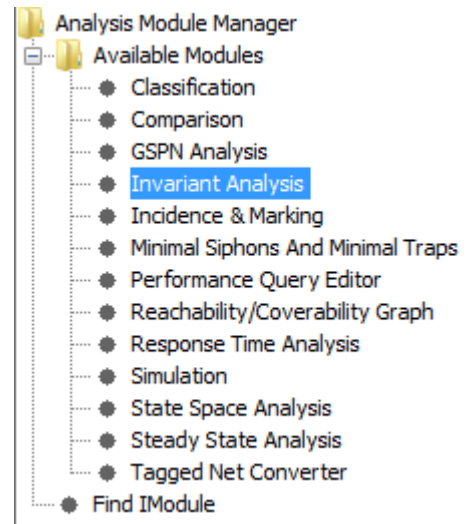 Analysis Module Manager
Available Modules
Classification
Comparison
GSPN Analysis
Invariant Analysis
Incidence & Marking
Minimal Siphons And Minimal Traps
Performance Query Editor
Reachability/Coverability Graph
Response Time Analysis
Simulation
State Space Analysis
Steady State Analysis
Tagged Net Converter
Find IModule